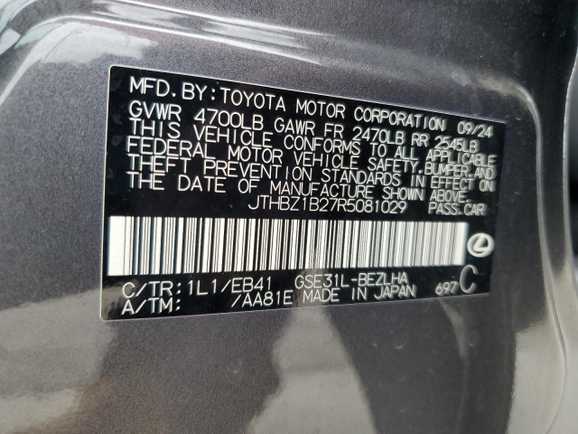 MFD. BY: TOYOTA MOTOR CORPORATION 09/24
GVWR 4700LB GAWR FR 2470LB RR 2545LB
THIS VEHICLE CONFORMS TO ALL APPLICABLE
FEDERAL MOTOR VEHICLE SAFETY, BUMPER, AND
THEFT PREVENTION STANDARDS IN EFFECT ON
THE DATE OF MANUFACTURE SHOWN ABOVE.
JTHBZ1B27R5081029 PASS.CAR
C/TR:1L1/EB41 GSE31L-BEZLHA
A/TM: /AA81E MADE IN JAPAN 697 C